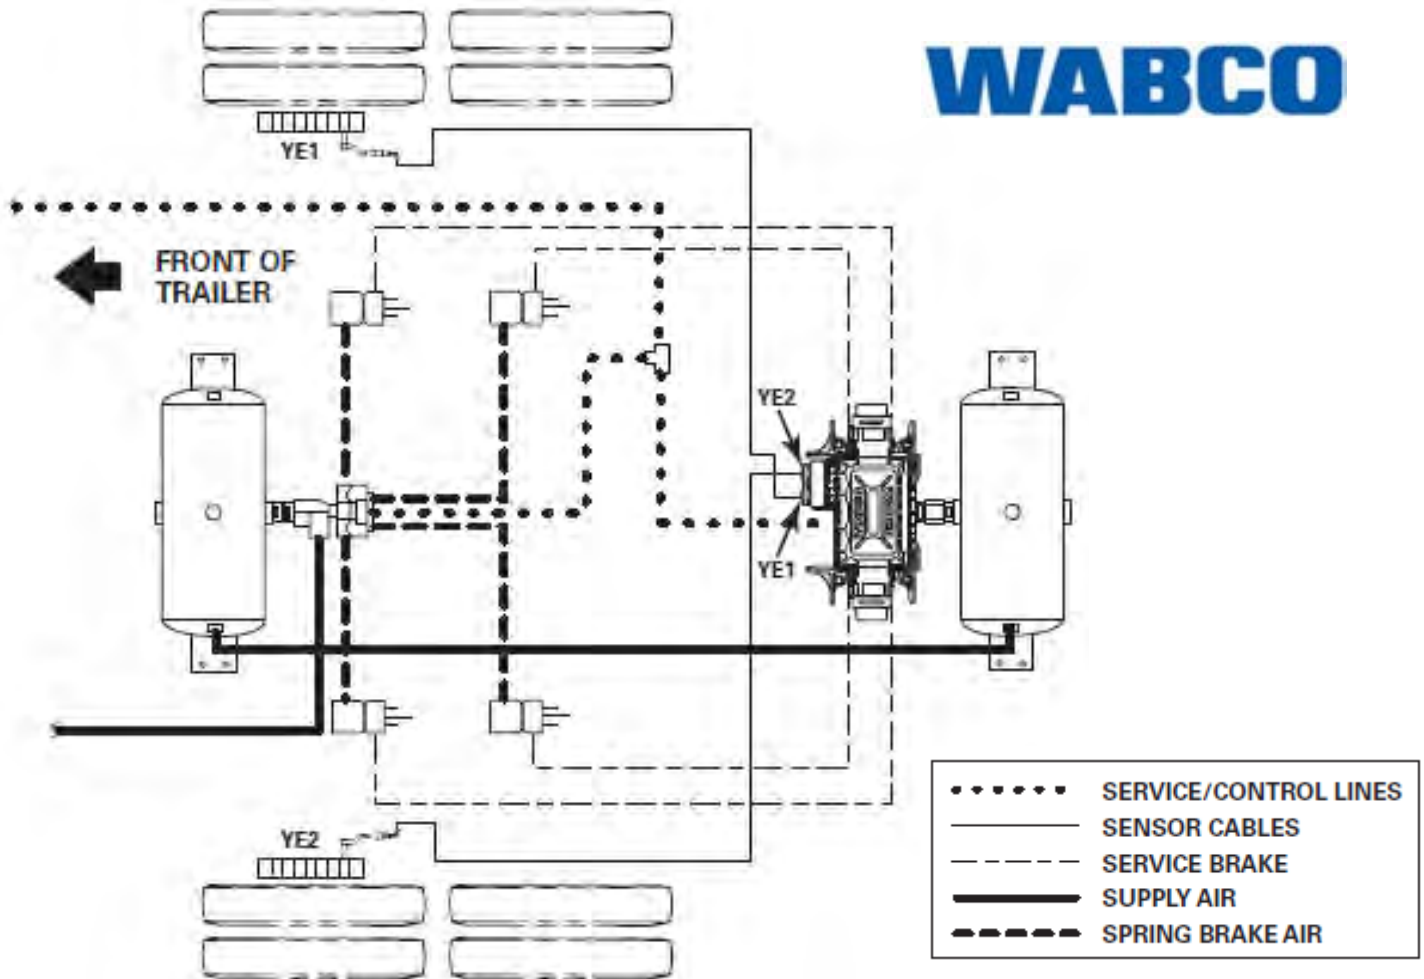 WABCO
YE1
FRONT OF
TRAILER
YE2
YE1
YE2
SERVICE/CONTROL LINES
SENSOR CABLES
SERVICE BRAKE
SUPPLY AIR
SPRING BRAKE AIR